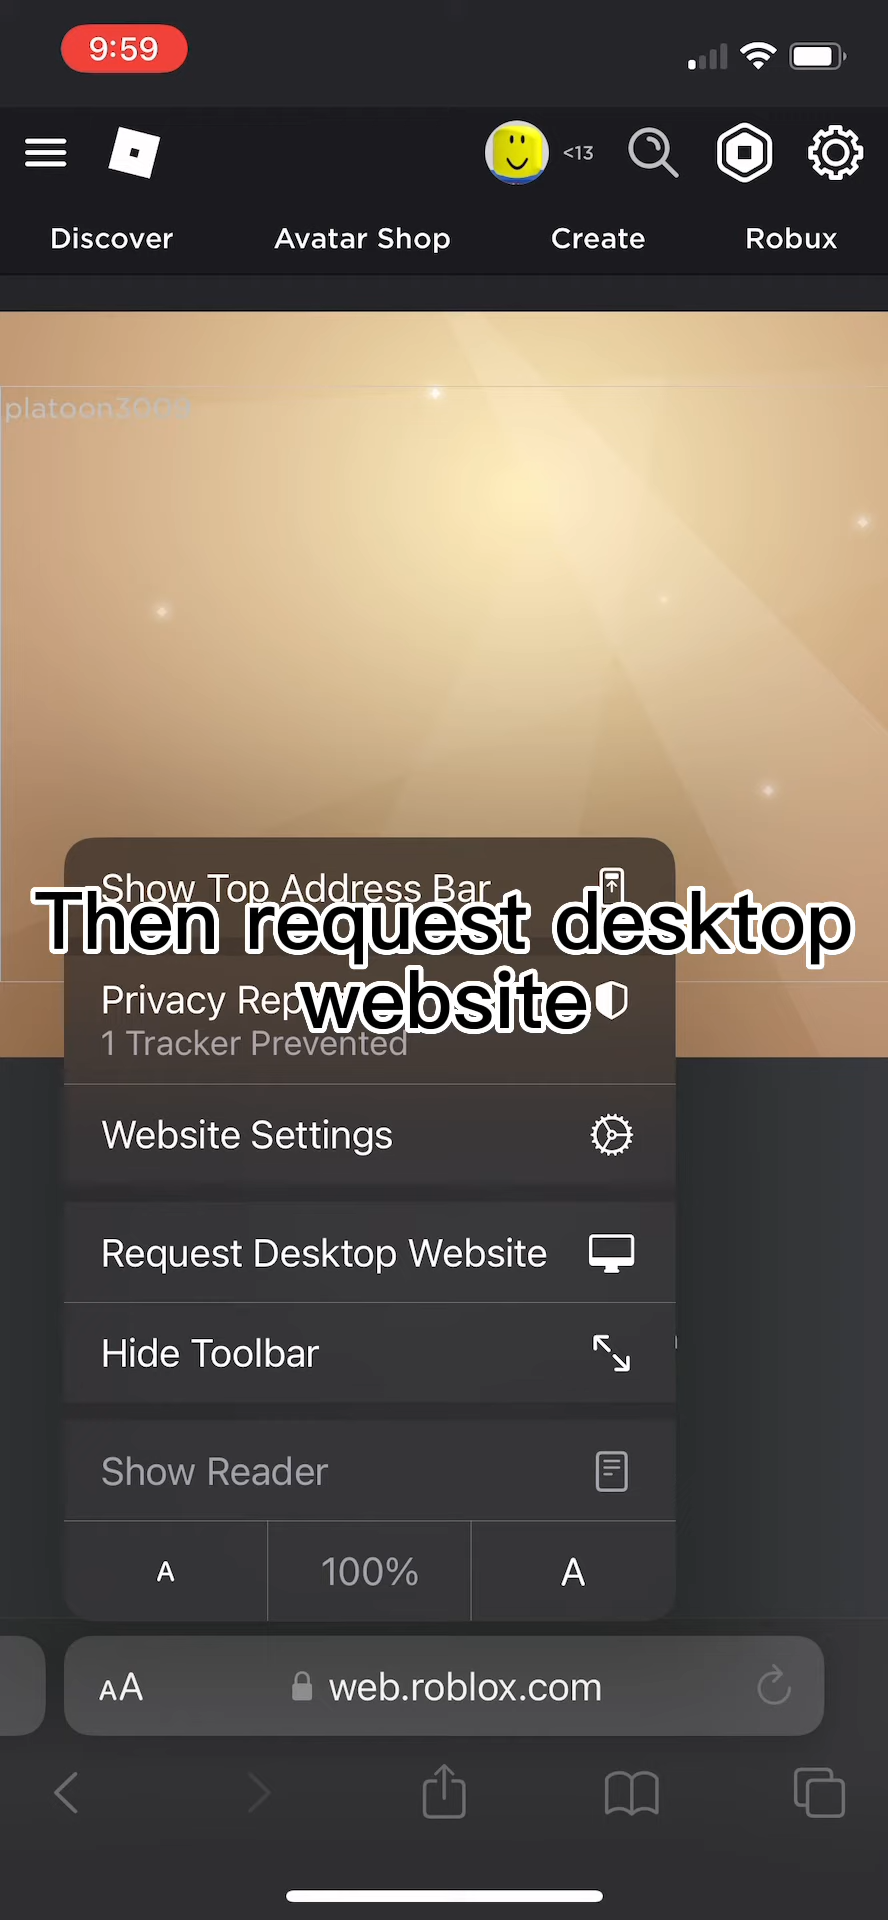 9:59
<13
Discover
Avatar Shop
Create
Robux
platoon3009
Show Top Address Bar
Then request desktop
website
Privacy Rep
1 Tracker Prevented
Website Settings
Request Desktop Website
Hide Toolbar
Show Reader
A
100%
A
AA
web.roblox.com